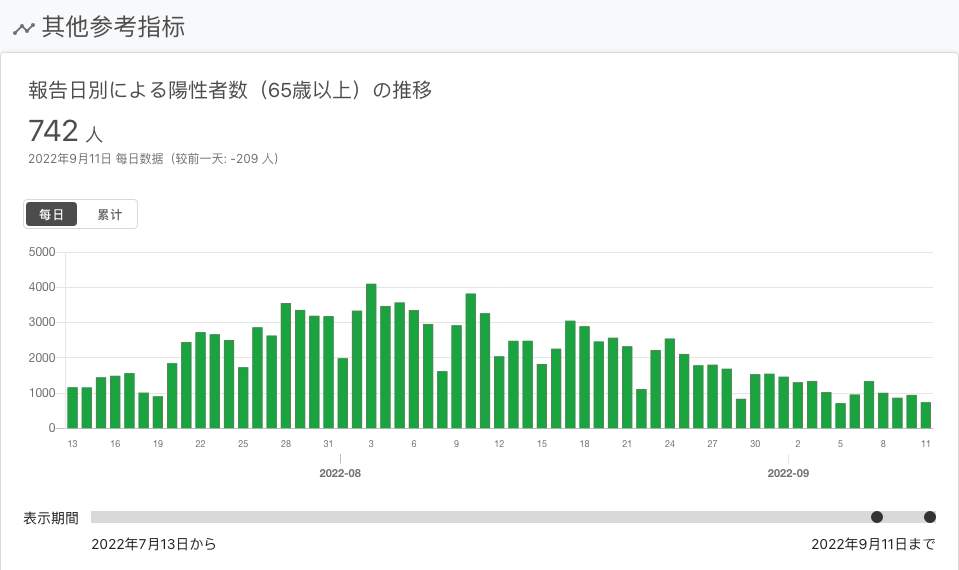 其他参考指标
報告日別による陽性者数（65歳以上）の推移
742 人
2022年9月11日 每日数据（较前一天: -209 人）
每日 累计
5000
4000
3000
2000
1000
0
13 16 19 22 25 28 31 3 6 9 12 15 18 21 24 27 30 2 5 8 11
2022-08 2022-09
表示期間
2022年7月13日から 2022年9月11日まで